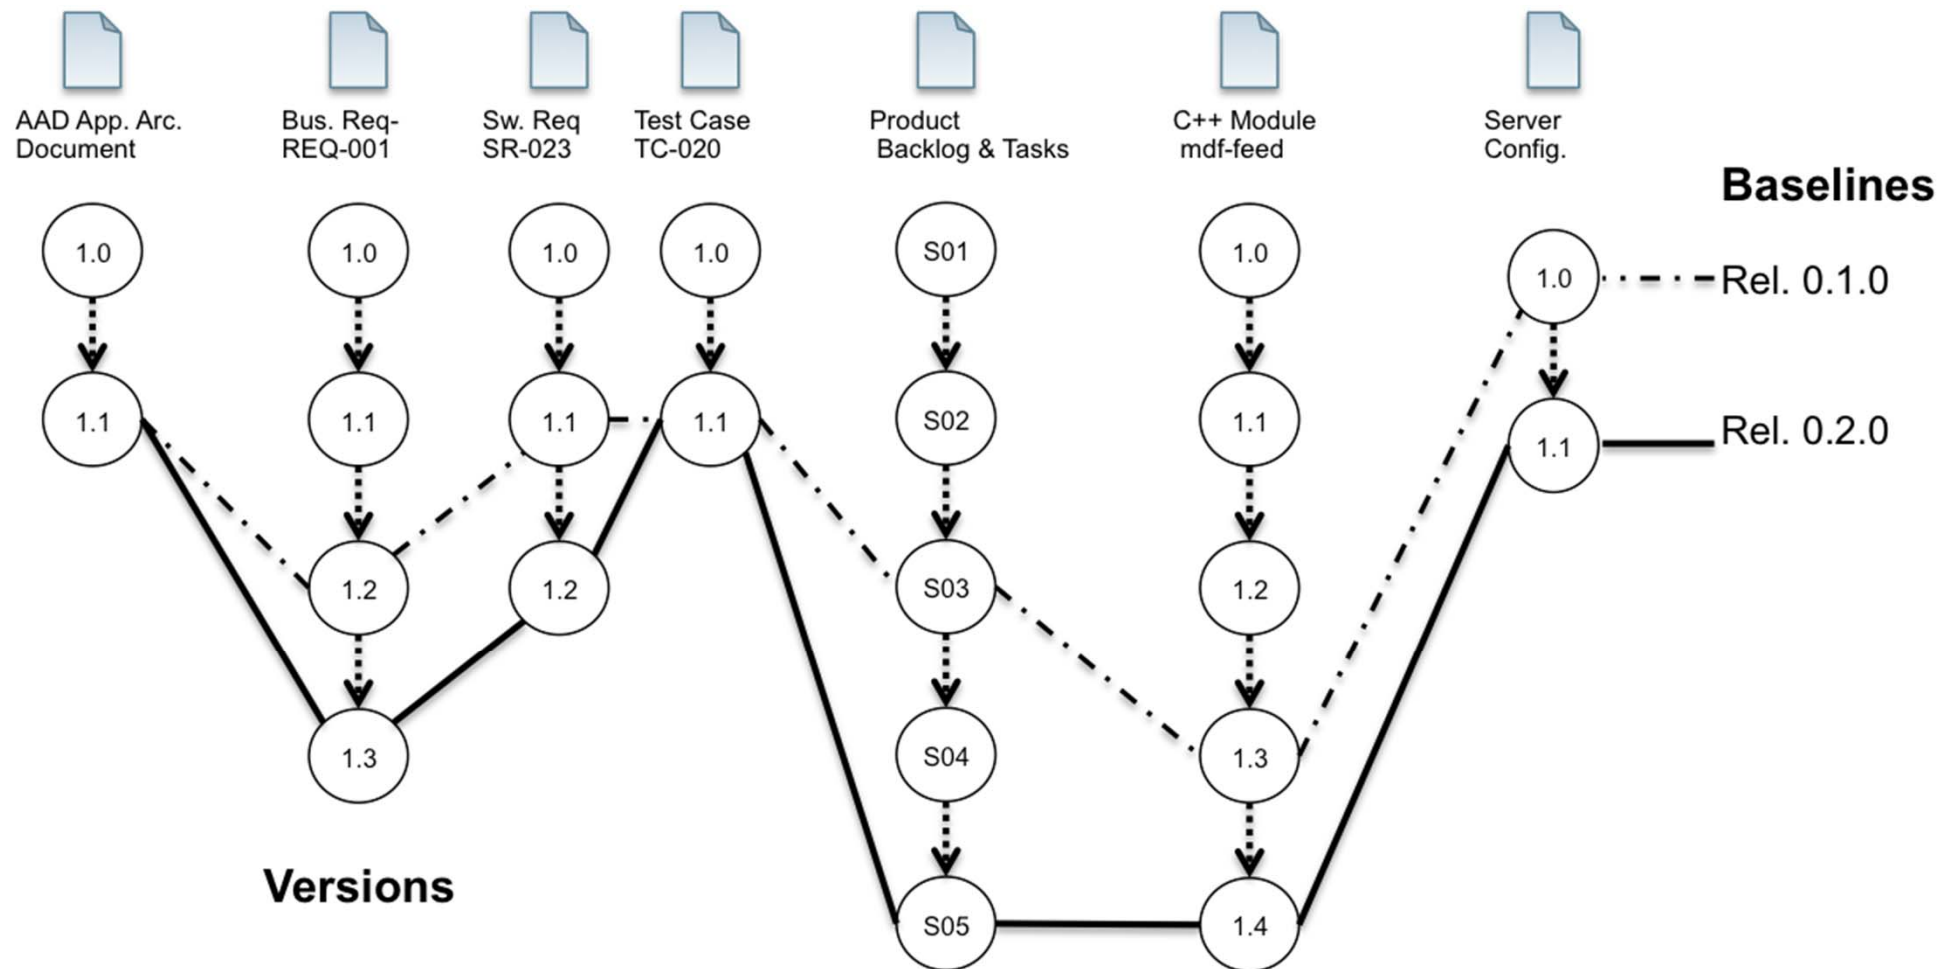 AAD App. Arc.
Document
Bus. Req-
REQ-001
Sw. Req
SR-023
Test Case
TC-020
Product
Backlog & Tasks
C++ Module
mdf-feed
Server
Config.
Baselines
1.0
1.0
1.0
1.0
S01
1.0
1.0
Rel. 0.1.0
1.1
1.1
1.1
1.1
S02
1.1
1.1
Rel. 0.2.0
1.2
1.2
S03
1.2
1.3
S04
1.3
Versions
S05
1.4